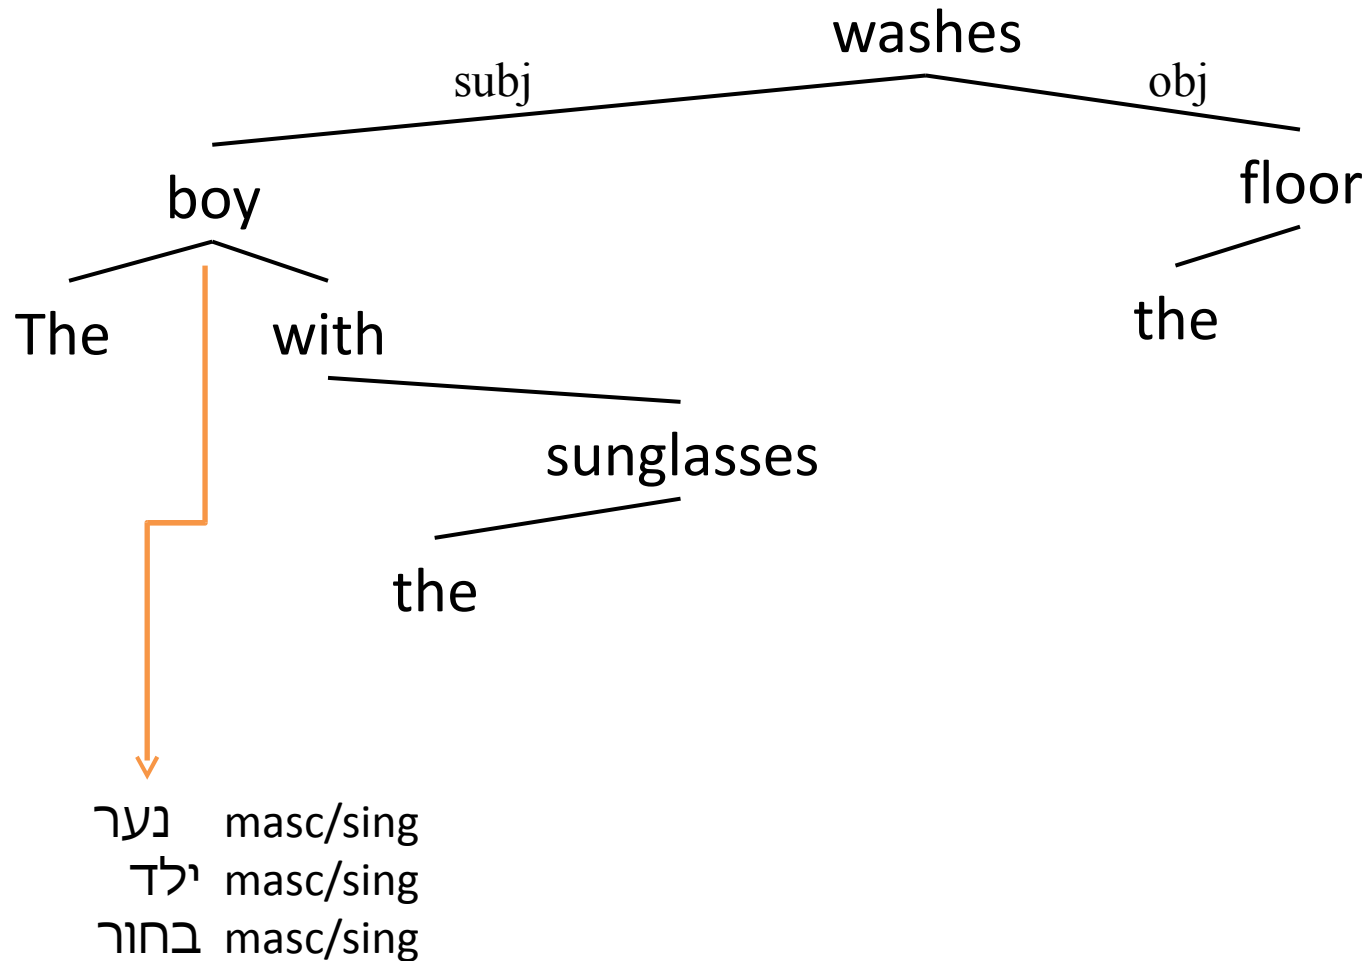 washes
subj obj
boy floor
The with the
sunglasses
the
נער masc/sing
ילד masc/sing
בחור masc/sing